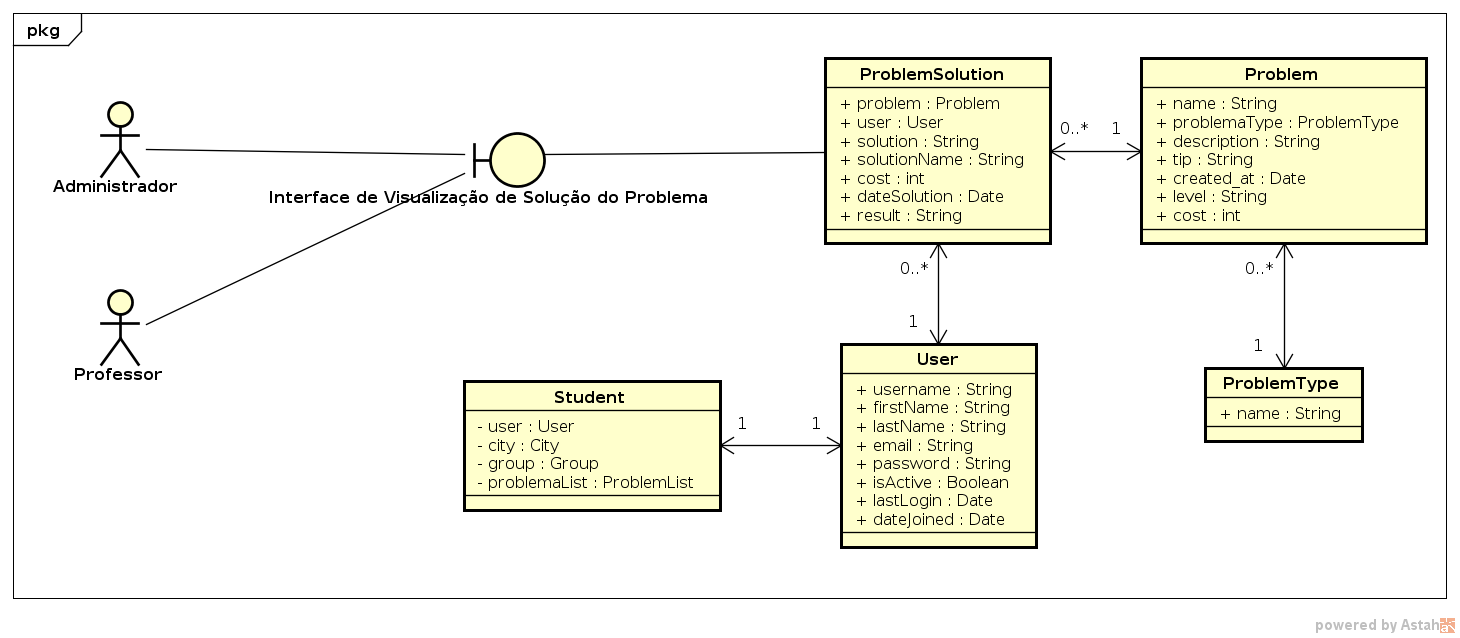 pkg
Administrador
Professor
Interface de Visualização de Solução do Problema
ProblemSolution
+ problem : Problem
+ user : User
+ solution : String
+ solutionName : String
+ cost : int
+ dateSolution : Date
+ result : String
0..*
1
Problem
+ name : String
+ problemaType : ProblemType
+ description : String
+ tip : String
+ created_at : Date
+ level : String
+ cost : int
0..*
1
0..*
1
Student
- user : User
- city : City
- group : Group
- problemaList : ProblemList
1
1
User
+ username : String
+ firstName : String
+ lastName : String
+ email : String
+ password : String
+ isActive : Boolean
+ lastLogin : Date
+ dateJoined : Date
ProblemType
+ name : String
powered by Astah